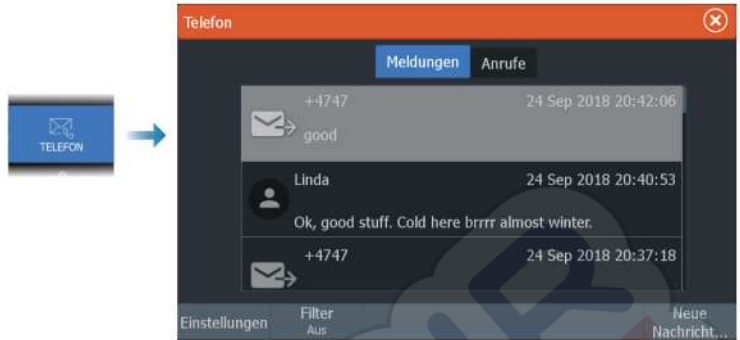 TELEFON
Telefon
Meldungen
Anrufe
+4747 24 Sep 2018 20:42:06
good
Linda 24 Sep 2018 20:40:53
Ok, good stuff. Cold here brrrr almost winter.
+4747 24 Sep 2018 20:37:18
Einstellungen
Filter
Aus
Neue
Nachricht...